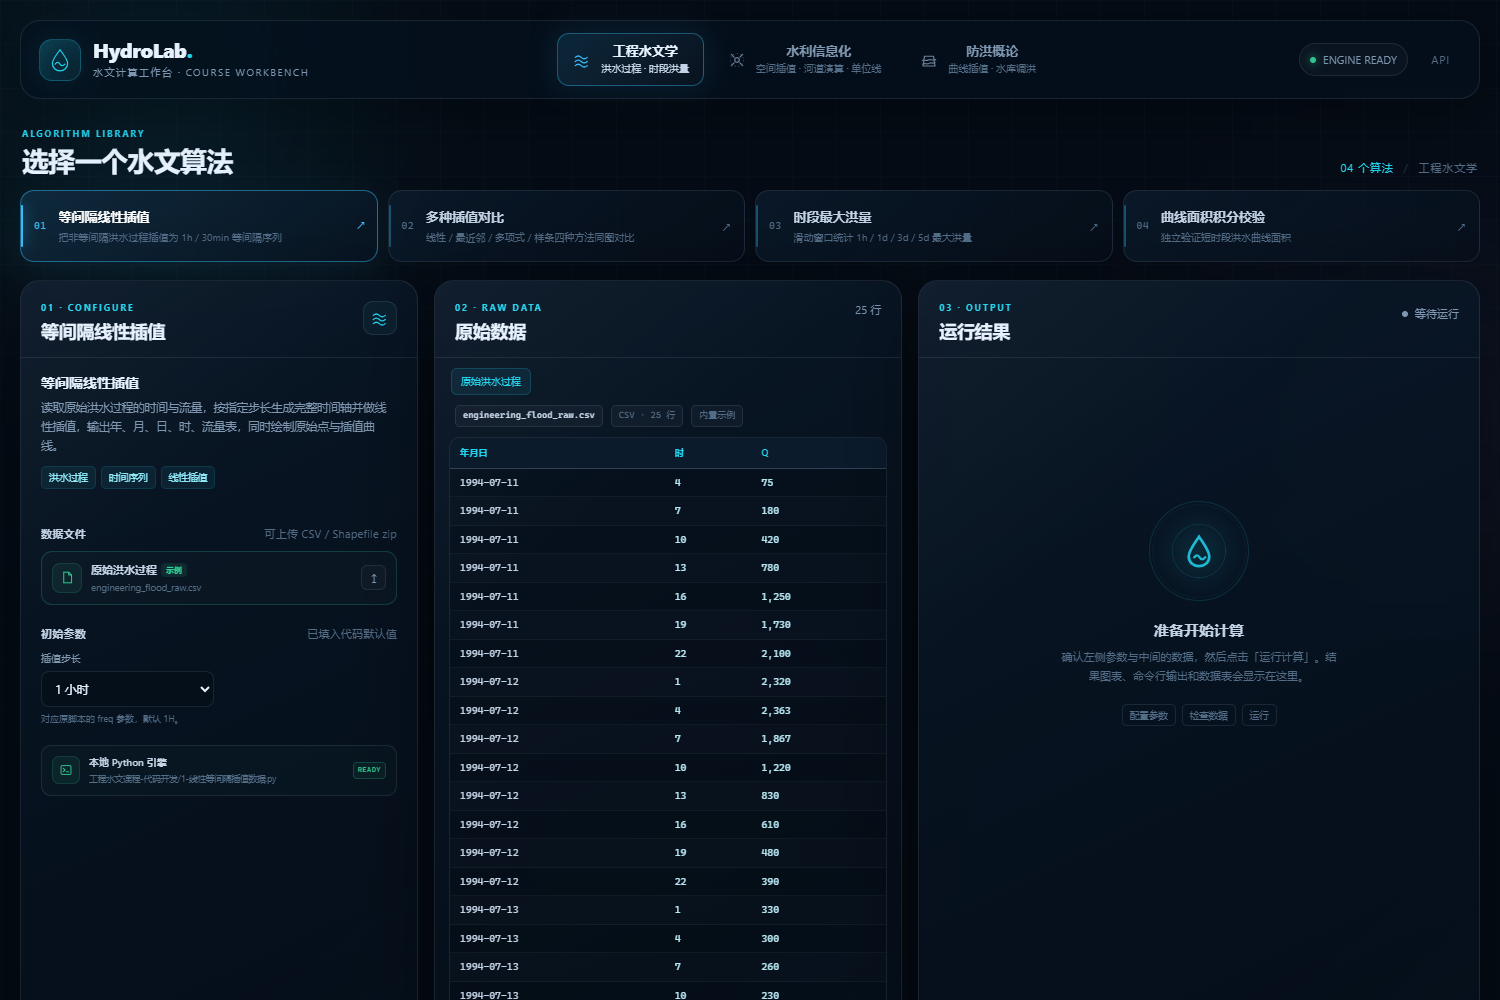 HydroLab.
水文计算工作台 · COURSE WORKBENCH
工程水文学
洪水过程 · 时段洪量
水利信息化
空间插值 · 河道演算 · 单位线
防洪概论
曲线插值 · 水库调洪
ENGINE READY
API
ALGORITHM LIBRARY
选择一个水文算法
04 个算法 / 工程水文学
01
等间隔线性插值
把非等间隔洪水过程插值为 1h / 30min 等间隔序列
↗
02
多种插值对比
线性 / 最近邻 / 多项式 / 样条四种方法同图对比
↗
03
时段最大洪量
滑动窗口统计 1h / 1d / 3d / 5d 最大洪量
↗
04
曲线面积积分校验
独立验证短时段洪水曲线面积
↗
01 · CONFIGURE
等间隔线性插值
等间隔线性插值
读取原始洪水过程的时间与流量，按指定步长生成完整时间轴并做线
性插值，输出年、月、日、时、流量表，同时绘制原始点与插值曲
线。
洪水过程 时间序列 线性插值
数据文件 可上传 CSV / Shapefile zip
原始洪水过程 示例
engineering_flood_raw.csv
↥
初始参数 已填入代码默认值
插值步长
1 小时
对应原脚本的 freq 参数，默认 1H。
本地 Python 引擎
工程水文课程-代码开发/1-线性等间隔插值数据.py
READY
02 · RAW DATA
原始数据
25 行
原始洪水过程
engineering_flood_raw.csv CSV · 25 行 内置示例
年月日 时 Q
1994-07-11 4 75
1994-07-11 7 180
1994-07-11 10 420
1994-07-11 13 780
1994-07-11 16 1,250
1994-07-11 19 1,730
1994-07-11 22 2,100
1994-07-12 1 2,320
1994-07-12 4 2,363
1994-07-12 7 1,867
1994-07-12 10 1,220
1994-07-12 13 830
1994-07-12 16 610
1994-07-12 19 480
1994-07-12 22 390
1994-07-13 1 330
1994-07-13 4 300
1994-07-13 7 260
1994-07-13 10 230
03 · OUTPUT
运行结果
等待运行
准备开始计算
确认左侧参数与中间的数据，然后点击「运行计算」。结
果图表、命令行输出和数据表会显示在这里。
配置参数 检查数据 运行